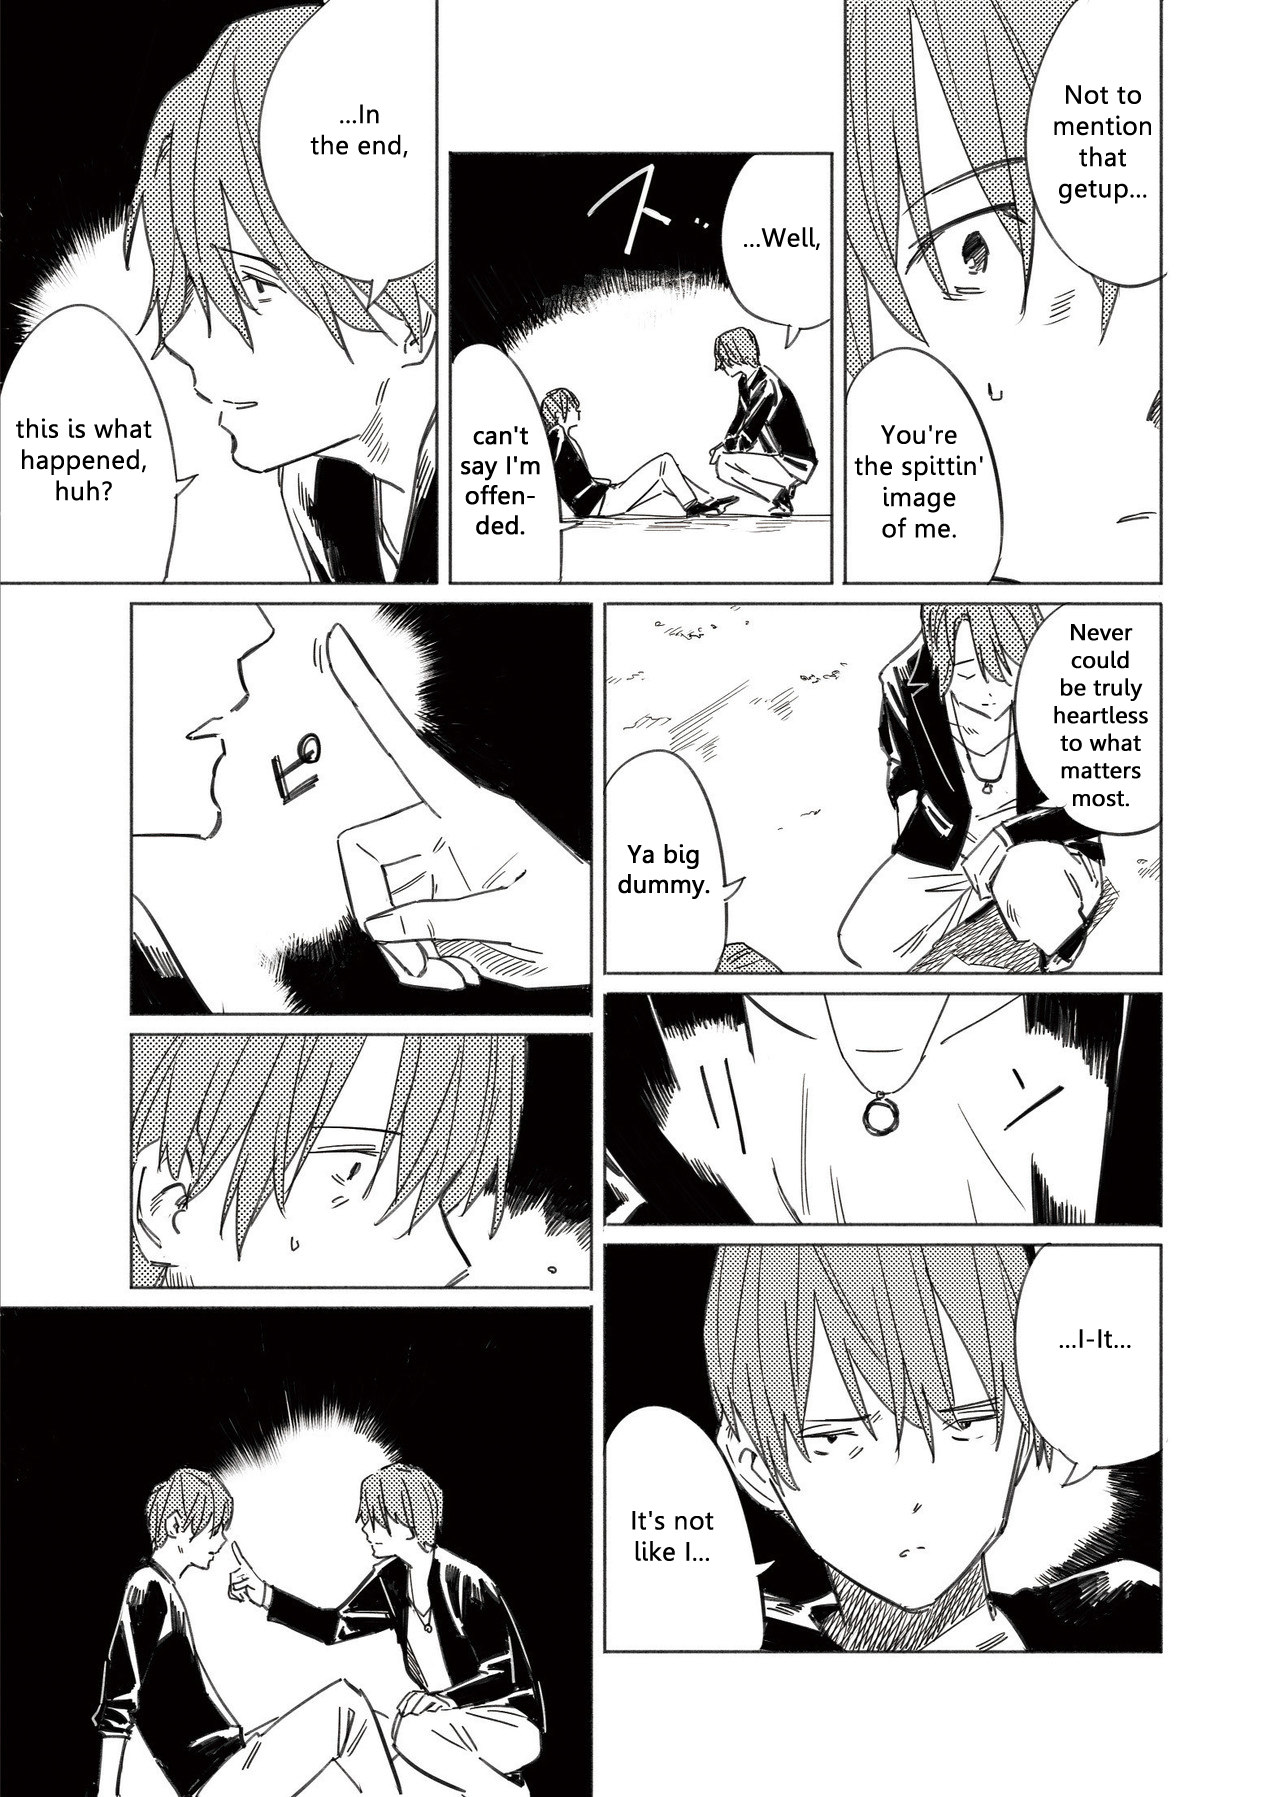 Not to
mention
that
getup...
You're
the spittin'
image
of me.
...Well,
can't
say I'm
offen-
ded.
...In
the end,
this is what
happened,
huh?
Never
could
be truly
heartless
to what
matters
most.
Ya big
dummy.
...I-It...
It's not
like I...